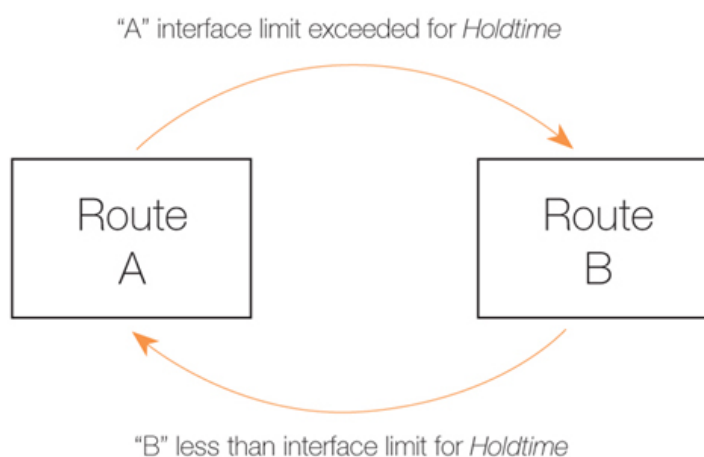 “A” interface limit exceeded for Holdtime
Route
A
Route
B
“B” less than interface limit for Holdtime